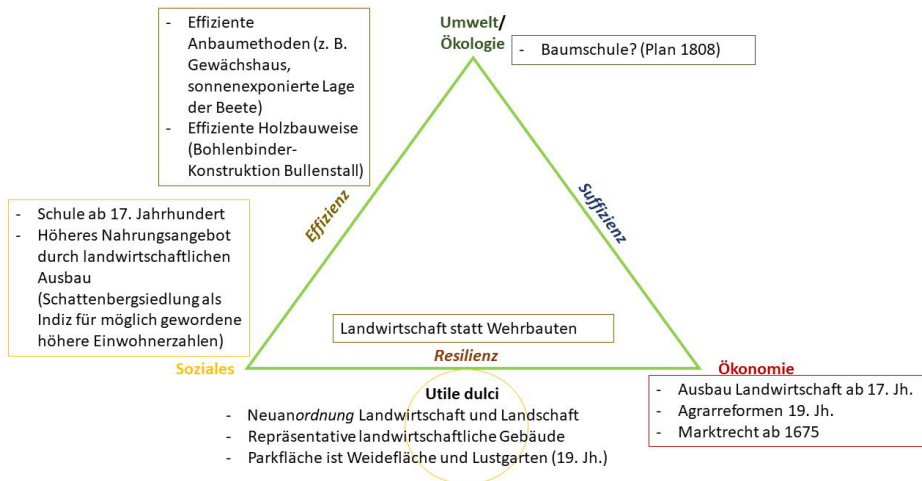 - Effiziente
Anbaumethoden (z. B.
Gewächshaus,
sonnenexponierte Lage
der Beete)
- Effiziente Holzbauweise
(Bohlenbinder-
Konstruktion Bullenstall)
Umwelt/
Ökologie
- Baumschule? (Plan 1808)
Effizienz
Suffizienz
- Schule ab 17. Jahrhundert
- Höheres Nahrungsangebot
durch landwirtschaftlichen
Ausbau
(Schattenbergsiedlung als
Indiz für möglich gewordene
höhere Einwohnerzahlen)
Landwirtschaft statt Wehrbauten
Resilienz
Soziales
Ökonomie
- Ausbau Landwirtschaft ab 17. Jh.
- Agrarreformen 19. Jh.
- Marktrecht ab 1675
Utile dulci
- Neuanordnung Landwirtschaft und Landschaft
- Repräsentative landwirtschaftliche Gebäude
- Parkfläche ist Weidefläche und Lustgarten (19. Jh.)